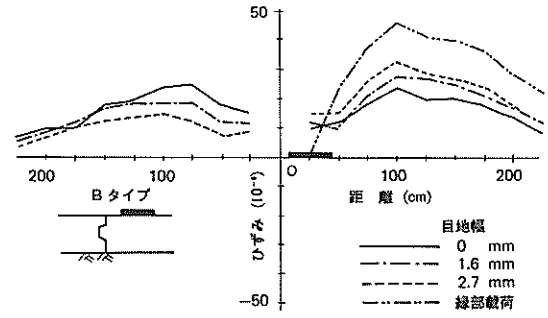 50
200
100
0
100
200
Bタイプ
ひずみ (10⁻⁶)
距離 (cm)
目地幅
0 mm
1.6 mm
2.7 mm
縁部載荷
-50